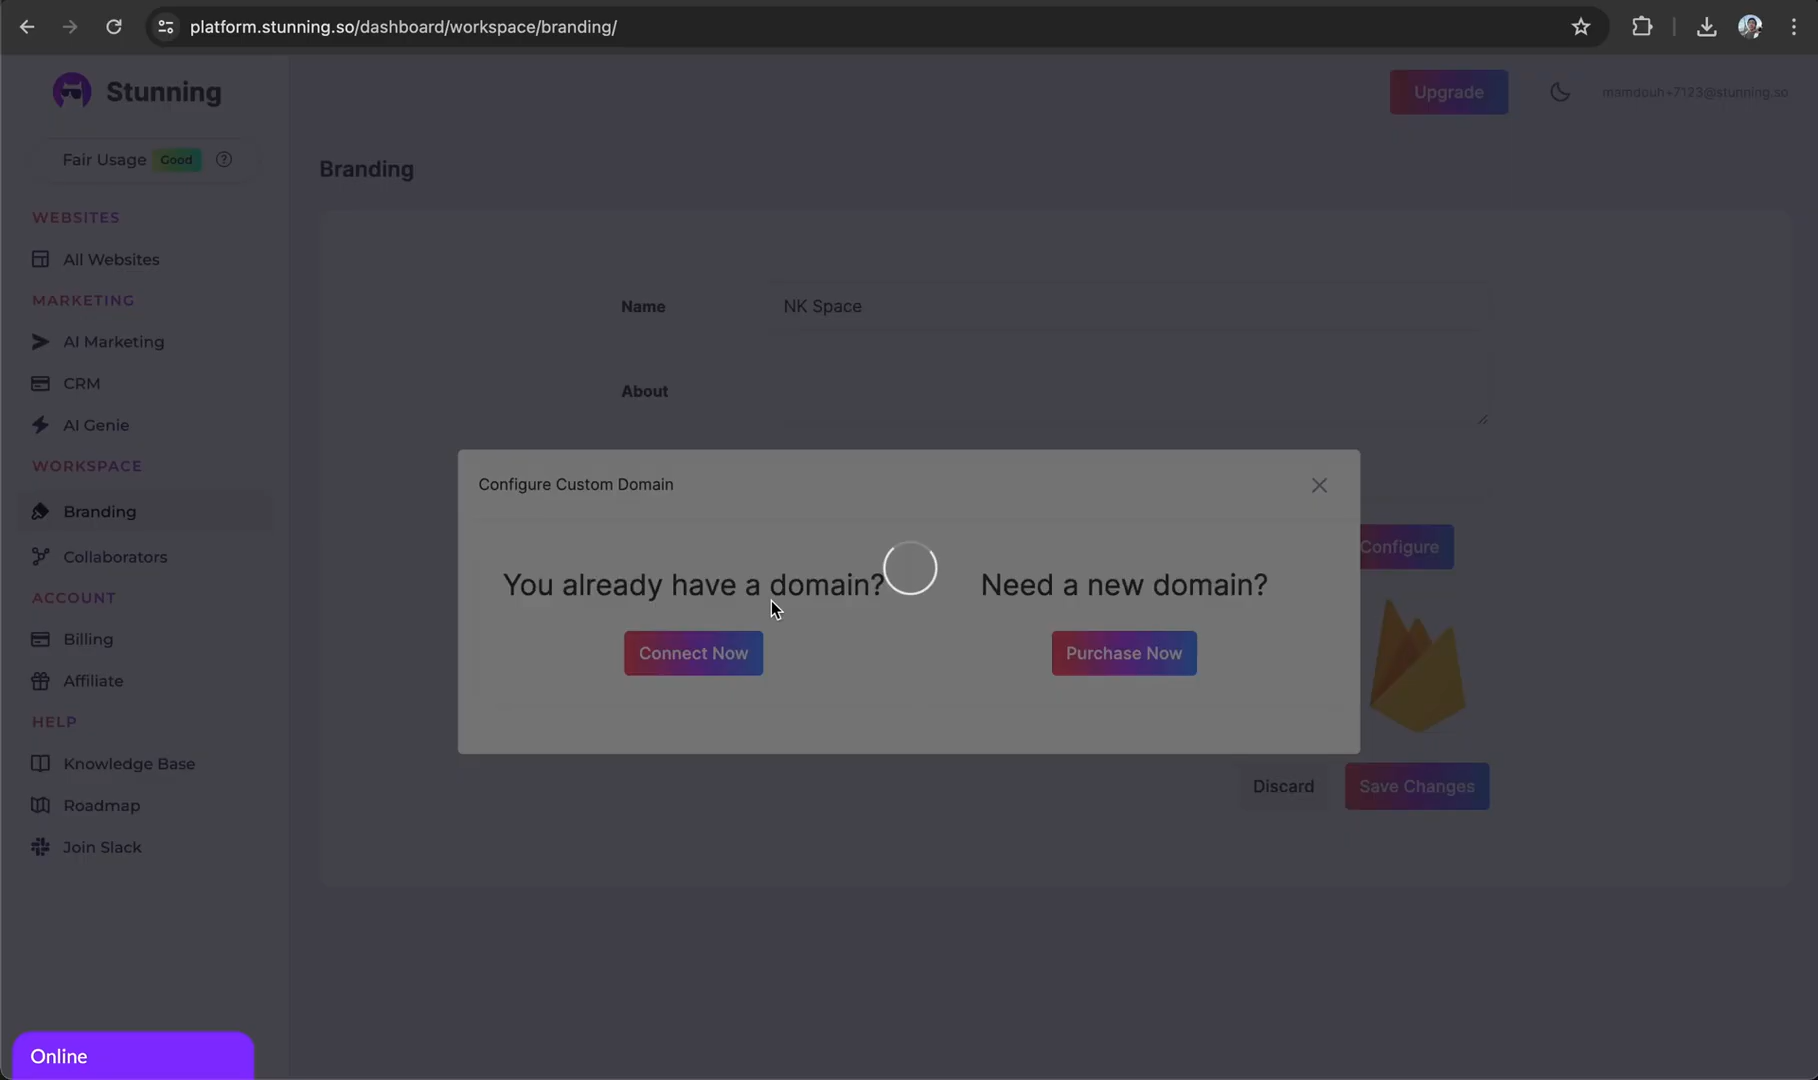 platform.stunning.so/dashboard/workspace/branding/
Stunning
Upgrade
mamdouh+7123@stunning.so
Fair Usage Good ?
Branding
WEBSITES
All Websites
MARKETING
AI Marketing
CRM
AI Genie
WORKSPACE
Branding
Collaborators
ACCOUNT
Billing
Affiliate
HELP
Knowledge Base
Roadmap
Join Slack
Online
Name
NK Space
About
Configure
Configure Custom Domain
You already have a domain?
Connect Now
Need a new domain?
Purchase Now
Discard
Save Changes